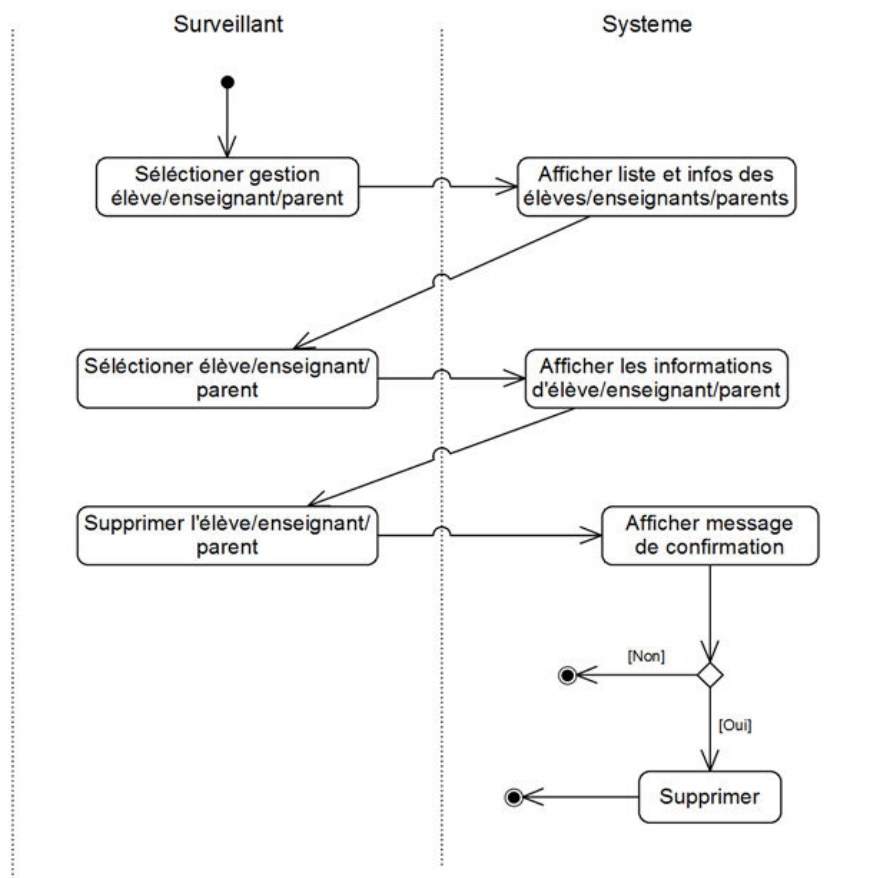 Surveillant
Systeme
Séléctioner gestion
élève/enseignant/parent
Afficher liste et infos des
élèves/enseignants/parents
Séléctioner élève/enseignant/
parent
Afficher les informations
d'élève/enseignant/parent
Supprimer l'élève/enseignant/
parent
Afficher message
de confirmation
[Non]
[Oui]
Supprimer